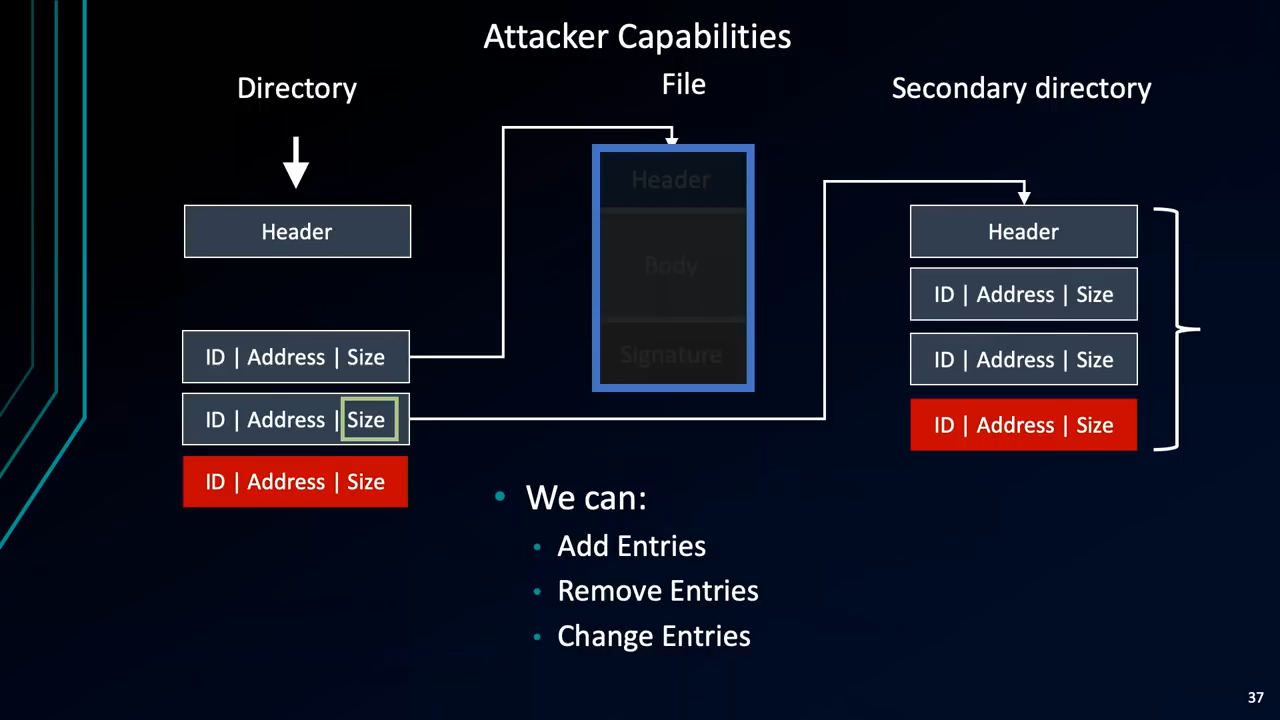 Attacker Capabilities
Directory
File
Secondary directory
Header
Header
Header
Body
ID | Address | Size
ID | Address | Size
ID | Address | Size
Signature
ID | Address | Size
ID | Address | Size
ID | Address | Size
• We can:
• Add Entries
• Remove Entries
• Change Entries
37